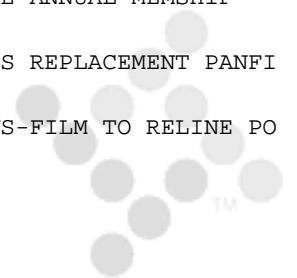 E ANNUAL MEMSHIP
S REPLACEMENT PANFI
S-FILM TO RELINE PO
TM